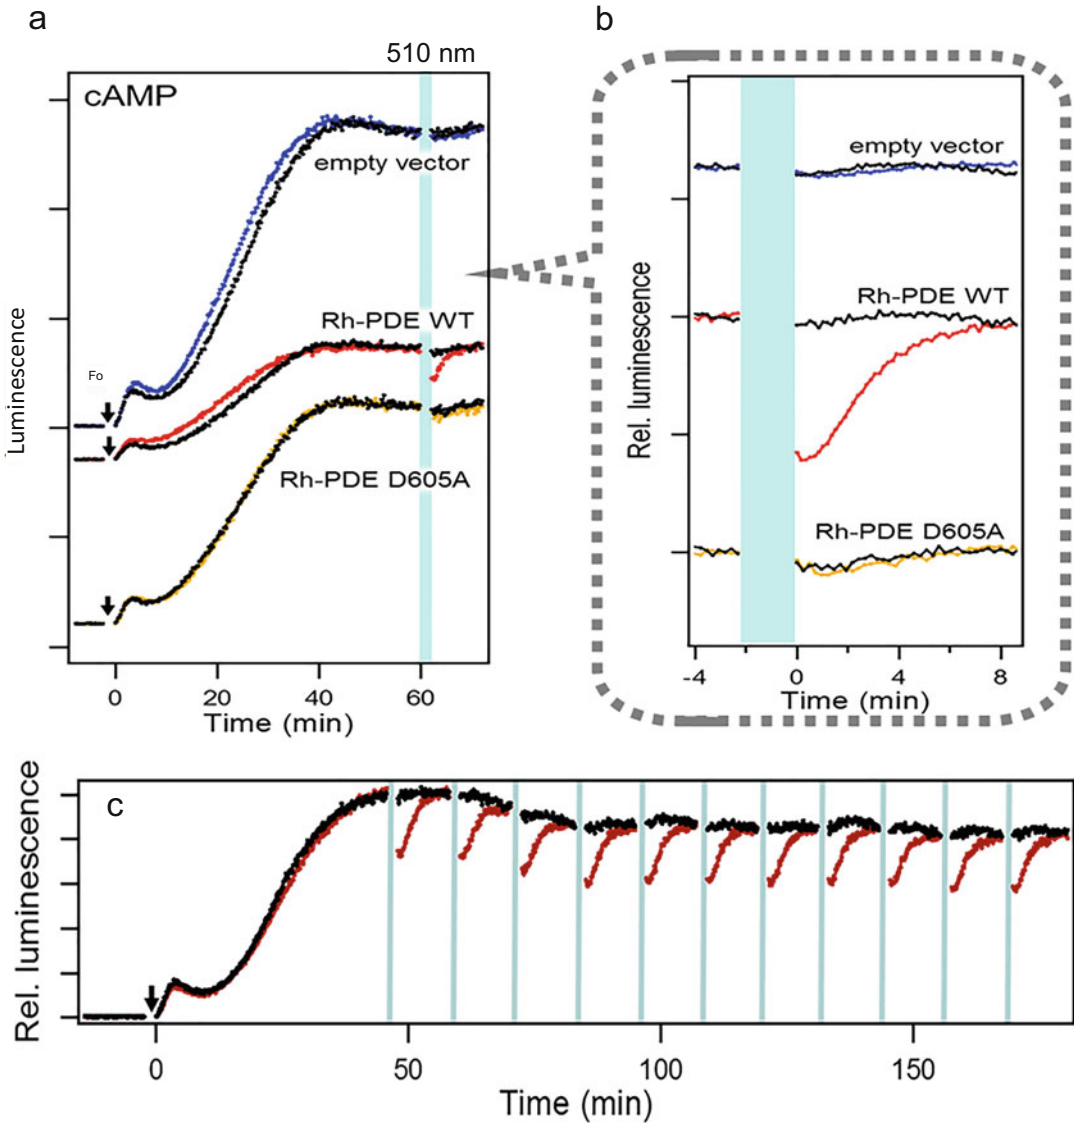 a
510 nm
cAMP
empty vector
Rh-PDE WT
Fo
Rh-PDE D605A
Luminescence
0 20 40 60
Time (min)
b
empty vector
Rh-PDE WT
Rh-PDE D605A
Rel. luminescence
-4 0 4 8
Time (min)
c
Rel. luminescence
0 50 100 150
Time (min)